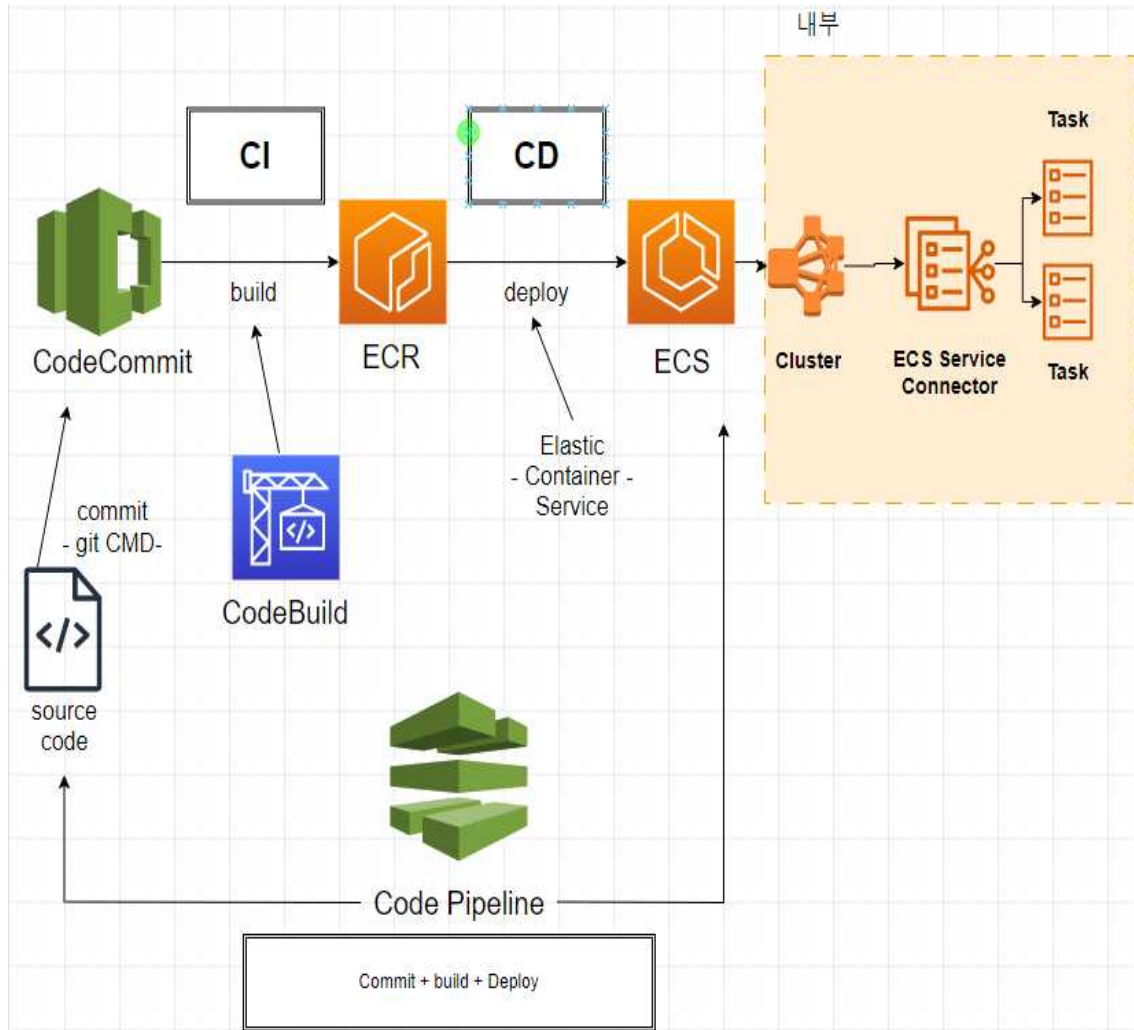 내부
CI
CD
Task
build
deploy
CodeCommit
ECR
ECS
Cluster
ECS Service
Connector
Task
Elastic
- Container -
Service
commit
- git CMD-
CodeBuild
source
code
Code Pipeline
Commit + build + Deploy